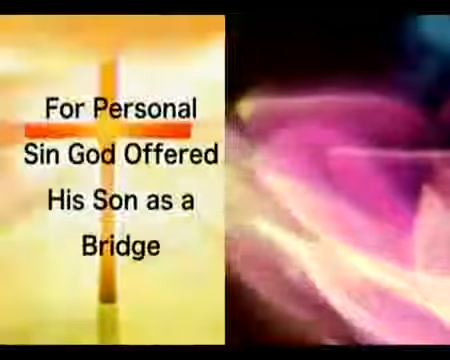 For Personal
Sin God Offered
His Son as a
Bridge